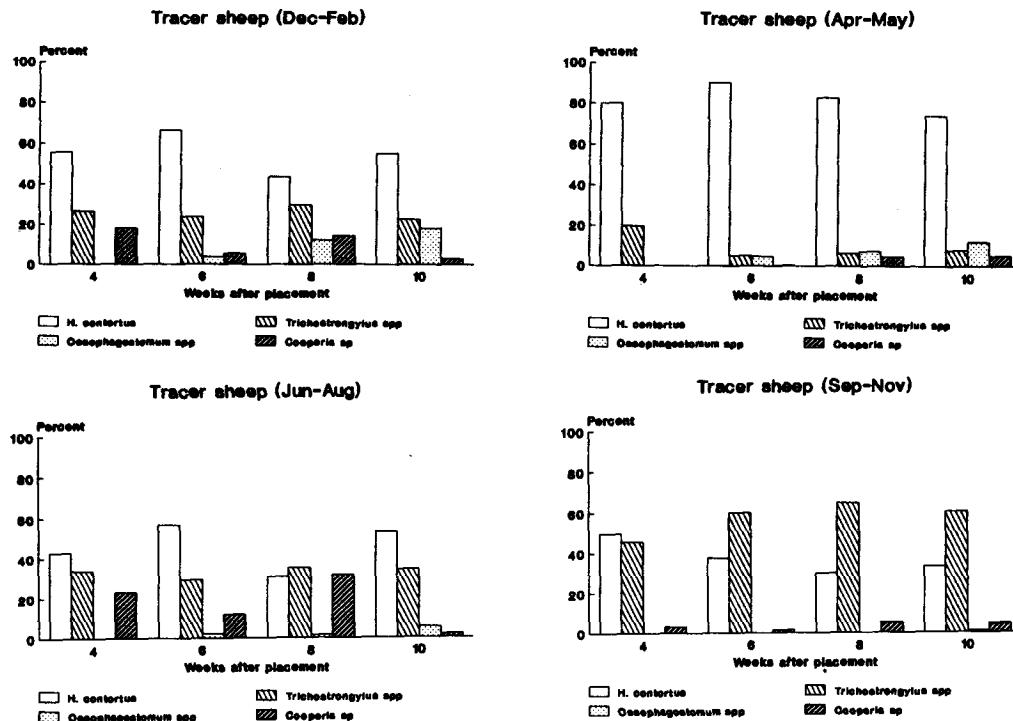 Tracer sheep (Dec-Feb)
Percent
100
80
60
40
20
0
4 6 8 10
Weeks after placement
H. contortus Trichostrongylus spp
Oesophagostomum spp Cooperia sp
Tracer sheep (Apr-May)
Percent
100
80
60
40
20
0
4 6 8 10
Weeks after placement
H. contortus Trichostrongylus spp
Oesophagostomum spp Cooperia sp
Tracer sheep (Jun-Aug)
Percent
100
80
60
40
20
0
4 6 8 10
Weeks after placement
H. contortus Trichostrongylus spp
Oesophagostomum spp Cooperia sp
Tracer sheep (Sep-Nov)
Percent
100
80
60
40
20
0
4 6 8 10
Weeks after placement
H. contortus Trichostrongylus spp
Oesophagostomum spp Cooperia sp